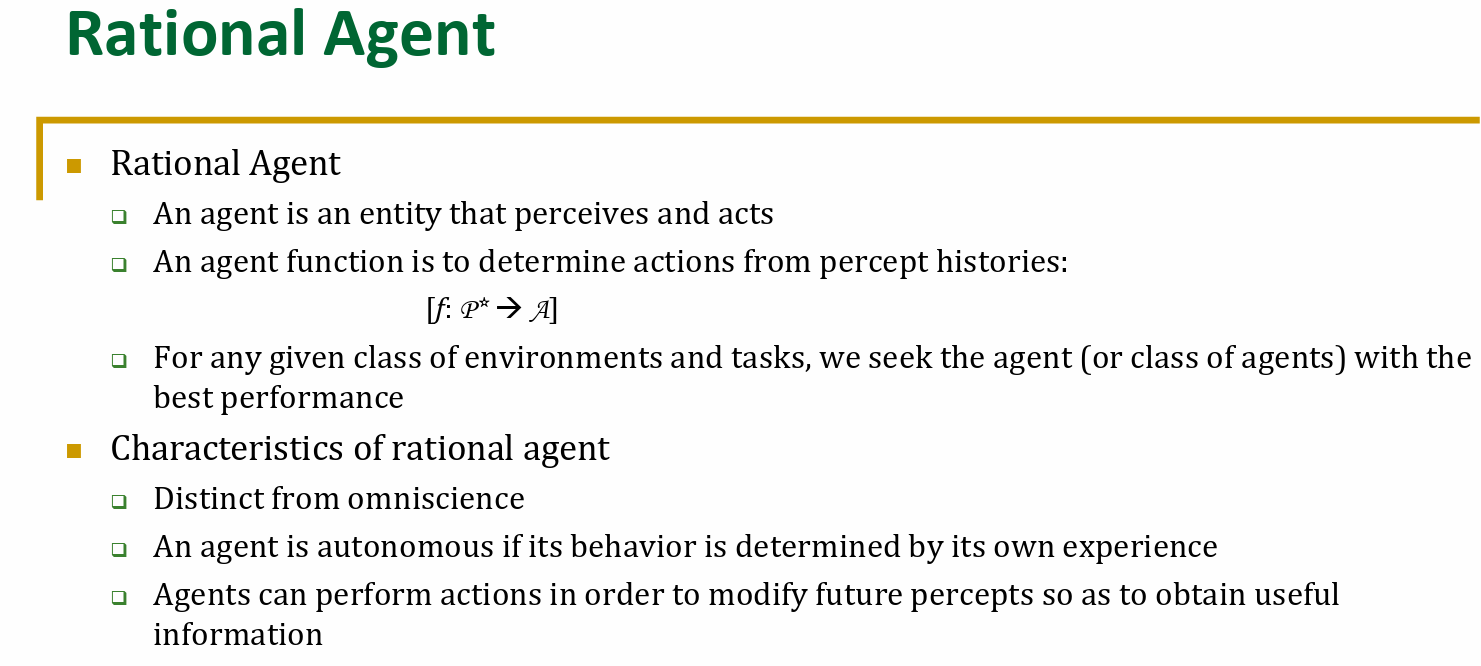 Rational Agent
Rational Agent
An agent is an entity that perceives and acts
An agent function is to determine actions from percept histories:
[f: 𝒫* → 𝒜]
For any given class of environments and tasks, we seek the agent (or class of agents) with the
best performance
Characteristics of rational agent
Distinct from omniscience
An agent is autonomous if its behavior is determined by its own experience
Agents can perform actions in order to modify future percepts so as to obtain useful
information